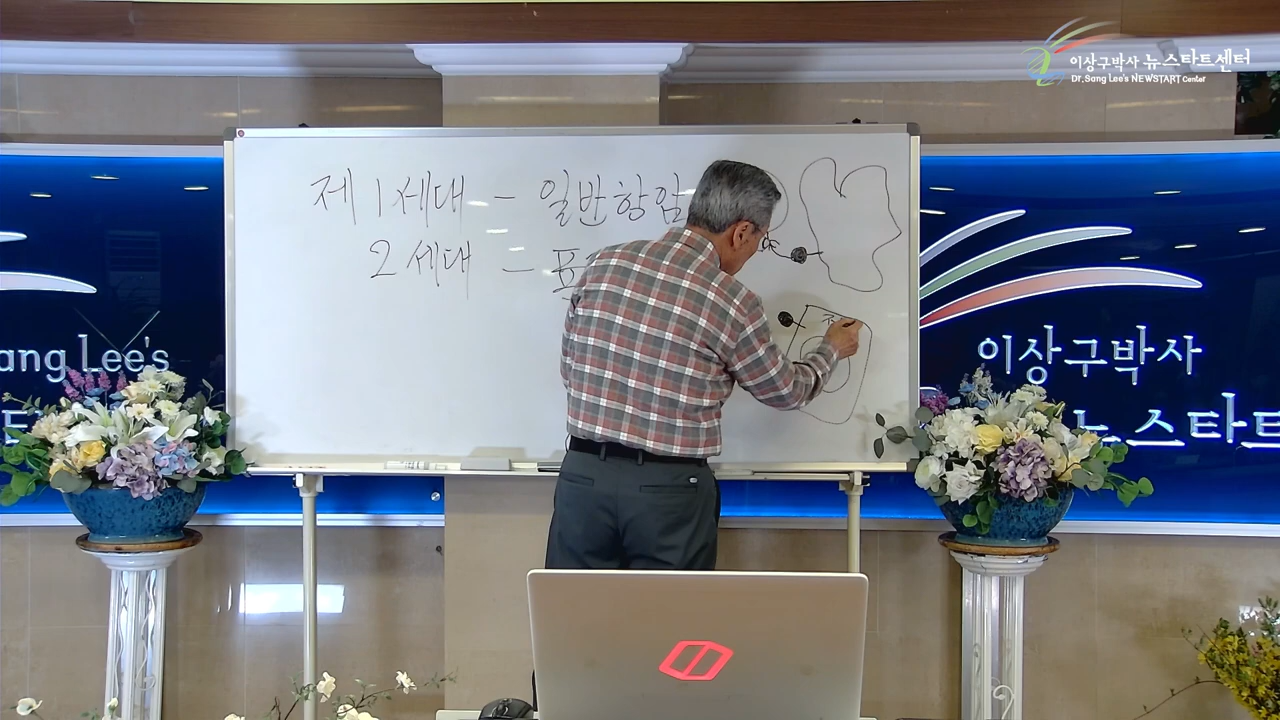 이상구박사 뉴스타트센터
Dr. Sang Lee's NEWSTART Center
제 1세대 - 일반항암
2세대 - 표
ang Lee's
이상구박사
뉴스타트